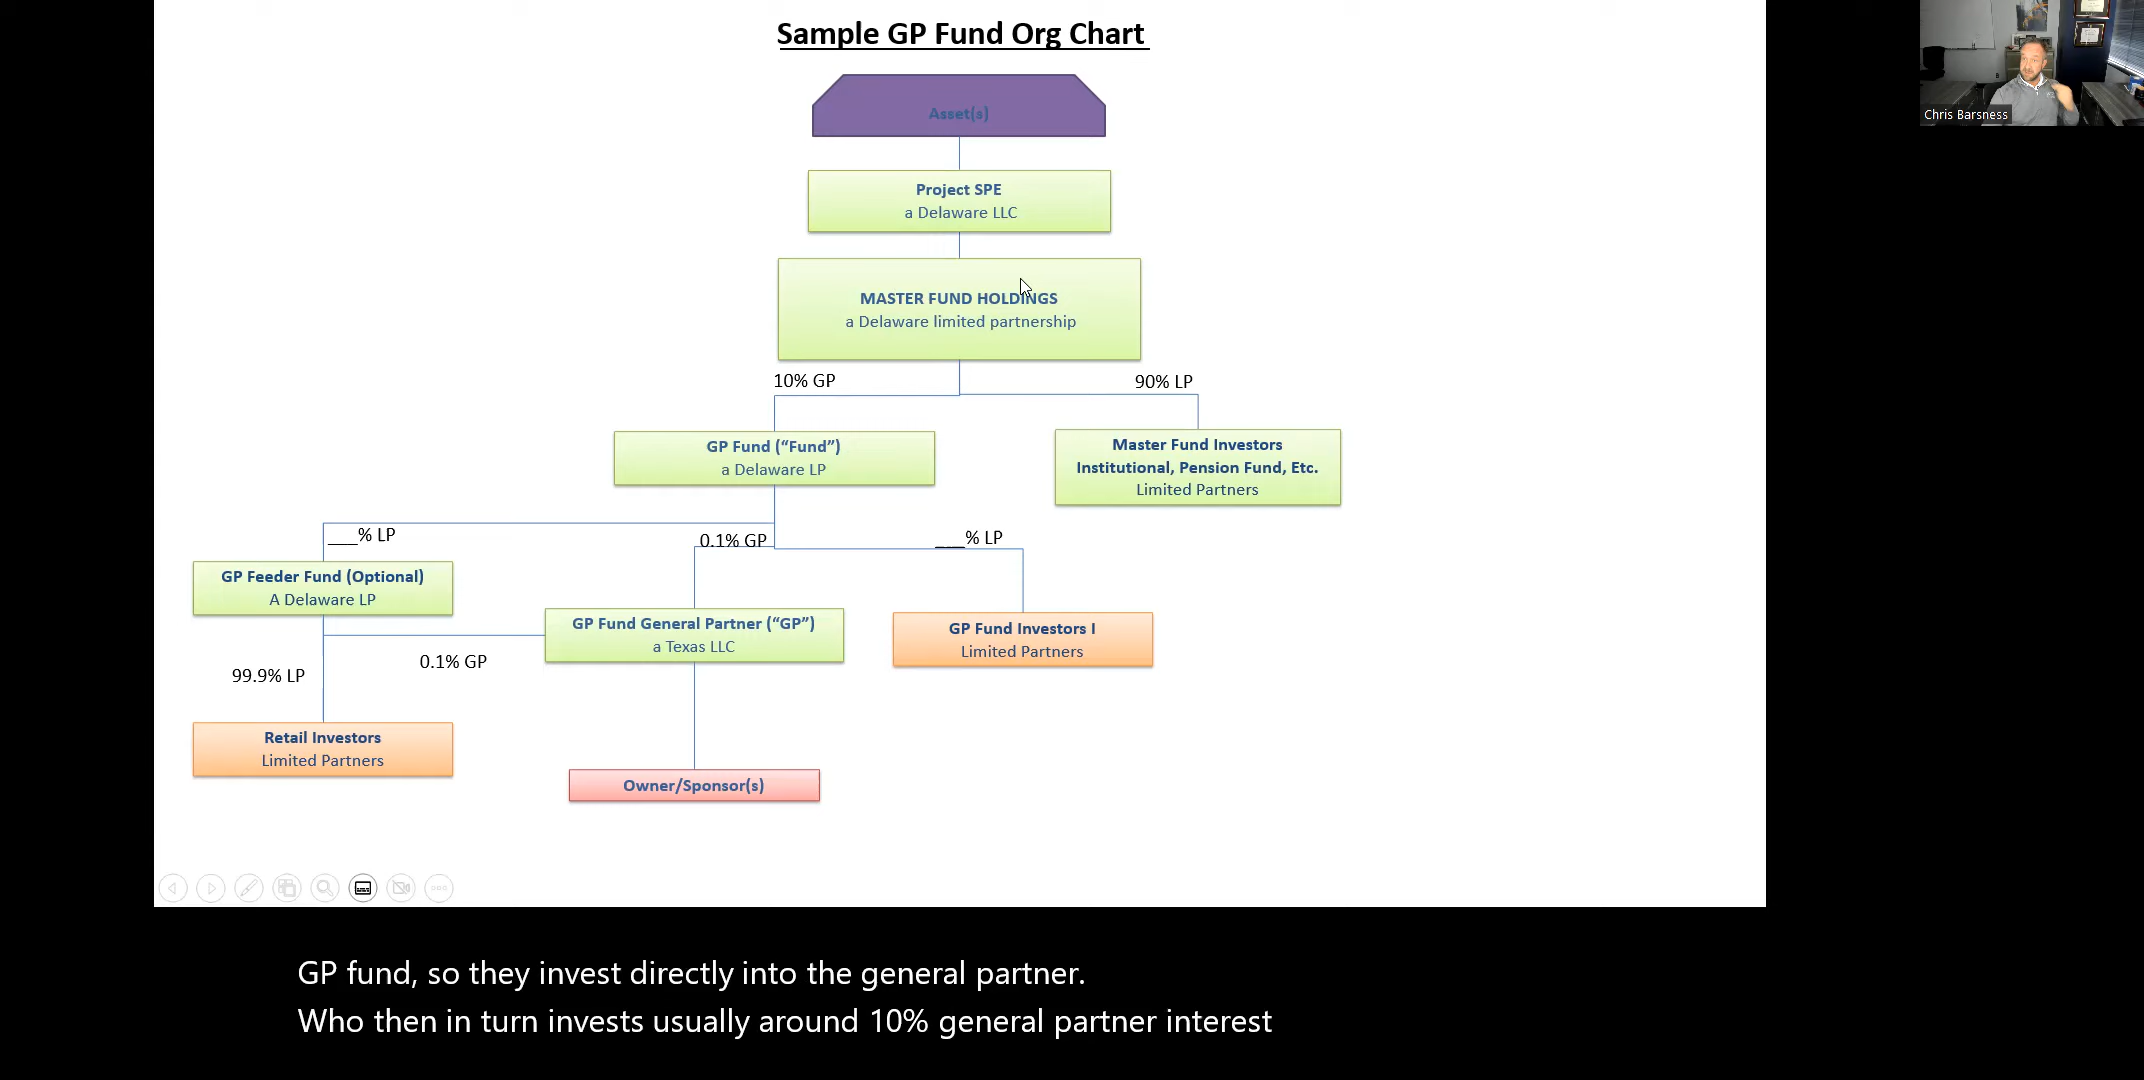 Sample GP Fund Org Chart
Chris Barsness
Asset(s)
Project SPE
a Delaware LLC
MASTER FUND HOLDINGS
a Delaware limited partnership
10% GP
90% LP
GP Fund (“Fund”)
a Delaware LP
Master Fund Investors
Institutional, Pension Fund, Etc.
Limited Partners
___% LP
0.1% GP
___% LP
GP Feeder Fund (Optional)
A Delaware LP
GP Fund General Partner (“GP”)
a Texas LLC
GP Fund Investors I
Limited Partners
0.1% GP
99.9% LP
Retail Investors
Limited Partners
Owner/Sponsor(s)
GP fund, so they invest directly into the general partner.
Who then in turn invests usually around 10% general partner interest